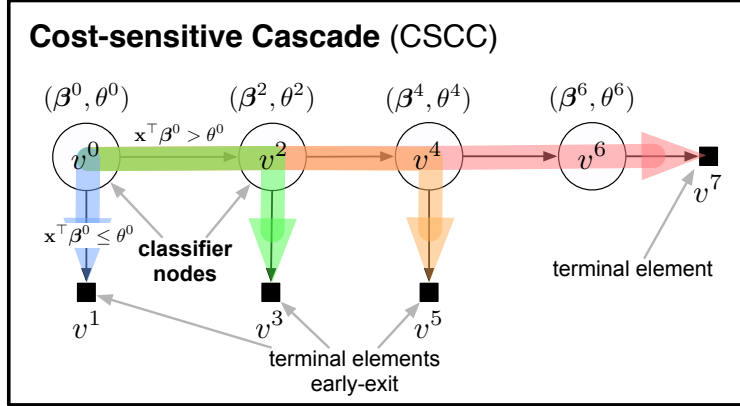 Cost-sensitive Cascade (CSCC)
(β⁰, θ⁰) (β², θ²) (β⁴, θ⁴) (β⁶, θ⁶)
x⊤β⁰ > θ⁰
v⁰ v² v⁴ v⁶
v⁷
x⊤β⁰ ≤ θ⁰
classifier
nodes
terminal element
v¹ v³ v⁵
terminal elements
early-exit